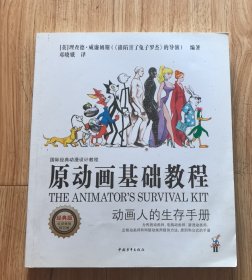 [英]理查德·威廉姆斯(《谁陷害了兔子罗杰》的导演) 编著
邓晓娥 译
国际经典动漫设计教程
原动画基础教程
THE ANIMATOR'S SURVIVAL KIT
动画人的生存手册
经典版
中国青年出版社